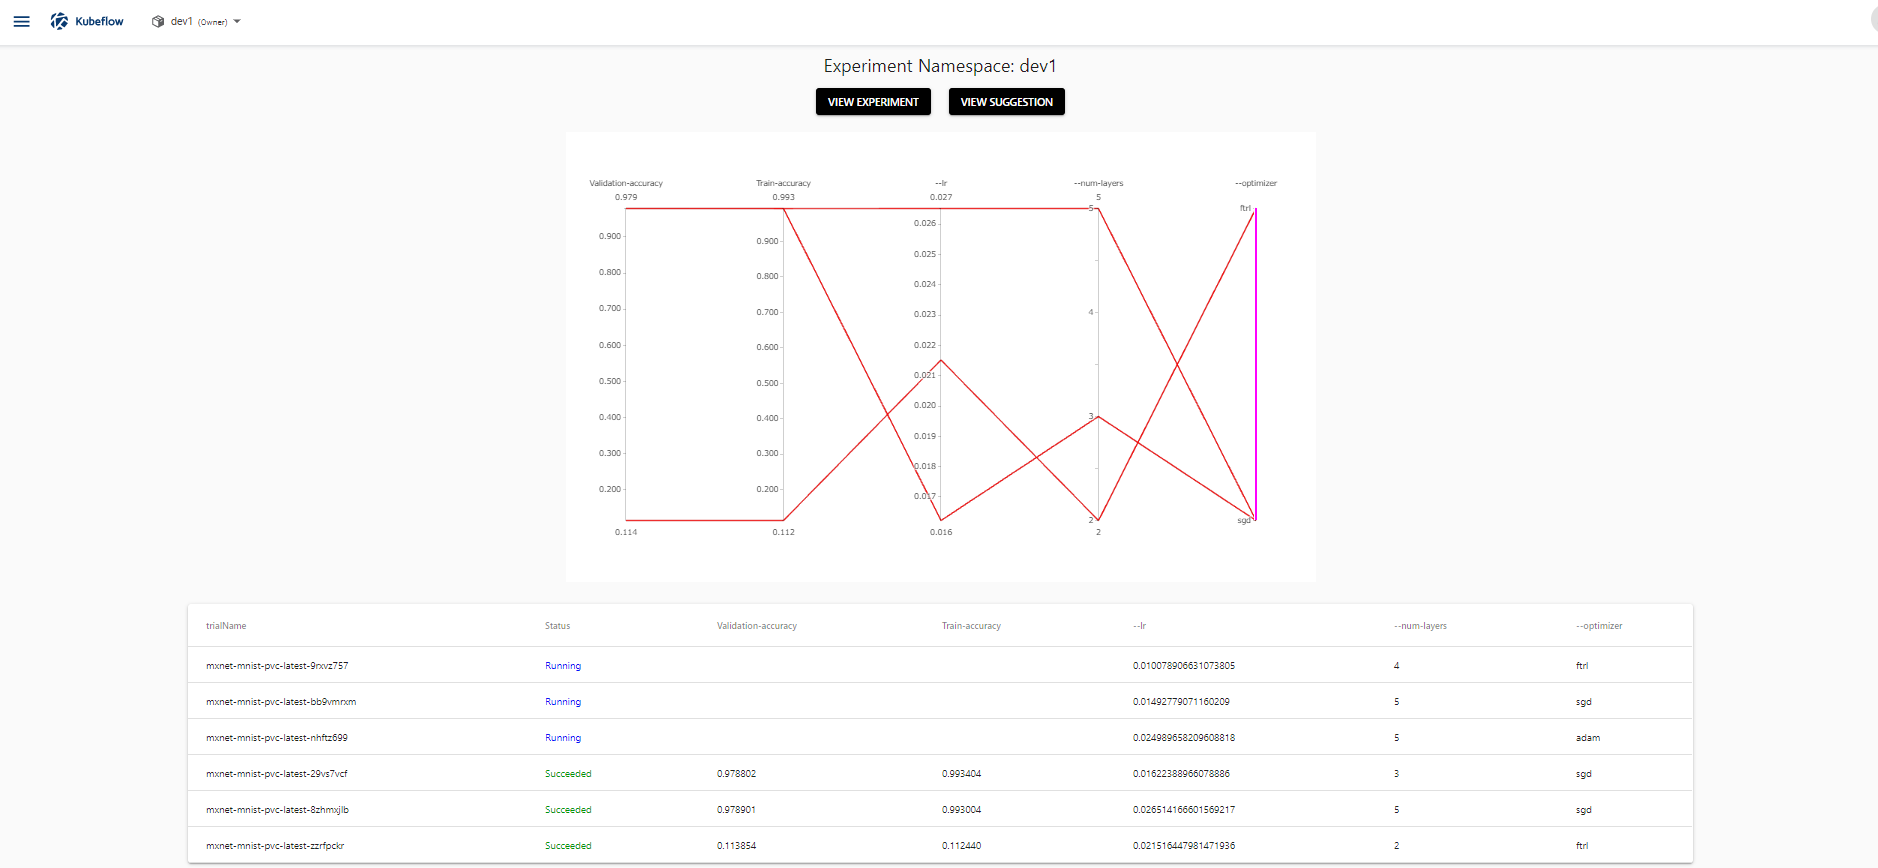 Kubeflow dev1 (Owner)
Experiment Namespace: dev1
VIEW EXPERIMENT VIEW SUGGESTION
Validation-accuracy Train-accuracy --lr --num-layers --optimizer
0.979 0.993 0.027 5
5 ftrl
0.900 0.800 0.700 0.600 0.500 0.400 0.300 0.200
0.900 0.800 0.700 0.600 0.500 0.400 0.300 0.200
0.026 0.025 0.024 0.023 0.022 0.021 0.020 0.019 0.018 0.017
4
3
2 sgd
0.114 0.112 0.016 2
trialName Status Validation-accuracy Train-accuracy --lr --num-layers --optimizer
mxnet-mnist-pvc-latest-9rxvz757 Running 0.010078906631073805 4 ftrl
mxnet-mnist-pvc-latest-bb9vmrxm Running 0.01492779071160209 5 sgd
mxnet-mnist-pvc-latest-nhftz699 Running 0.024989658209608818 5 adam
mxnet-mnist-pvc-latest-29vs7vcf Succeeded 0.978802 0.993404 0.01622388966078886 3 sgd
mxnet-mnist-pvc-latest-8zhmxjlb Succeeded 0.978901 0.993004 0.026514166601569217 5 sgd
mxnet-mnist-pvc-latest-zzrfpckr Succeeded 0.113854 0.112440 0.021516447981471936 2 ftrl